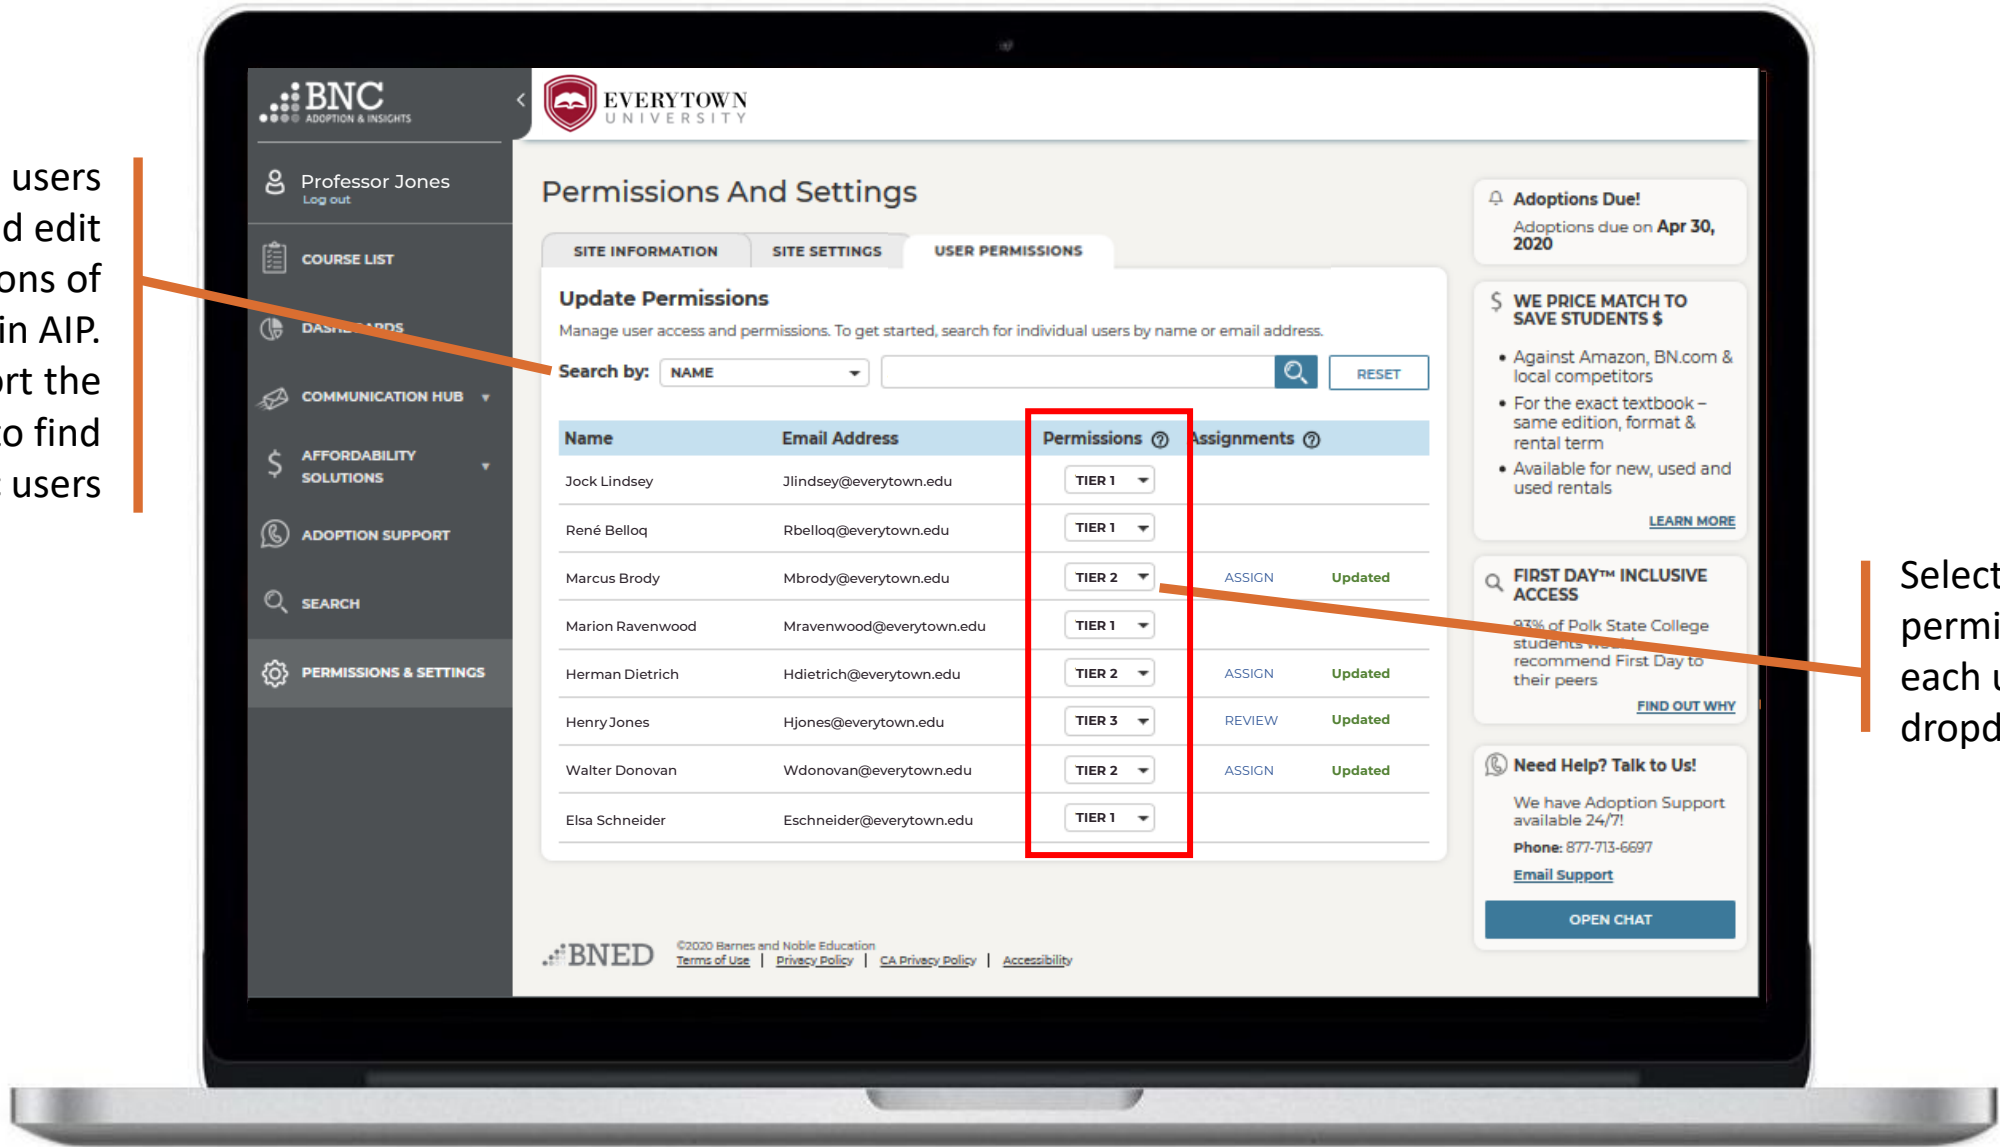 users
d edit
ons of
in AIP.
ort the
to find
users
BNC
ADOPTION & INSIGHTS
Professor Jones
Log out
COURSE LIST
DASHBOARDS
COMMUNICATION HUB
AFFORDABILITY
SOLUTIONS
ADOPTION SUPPORT
SEARCH
PERMISSIONS & SETTINGS
EVERYTOWN
UNIVERSITY
Permissions And Settings
SITE INFORMATION SITE SETTINGS USER PERMISSIONS
Update Permissions
Manage user access and permissions. To get started, search for individual users by name or email address.
Search by: NAME RESET
Name Email Address Permissions Assignments
Jock Lindsey Jlindsey@everytown.edu TIER 1
René Belloq Rbelloq@everytown.edu TIER 1
Marcus Brody Mbrody@everytown.edu TIER 2 ASSIGN Updated
Marion Ravenwood Mravenwood@everytown.edu TIER 1
Herman Dietrich Hdietrich@everytown.edu TIER 2 ASSIGN Updated
Henry Jones Hjones@everytown.edu TIER 3 REVIEW Updated
Walter Donovan Wdonovan@everytown.edu TIER 2 ASSIGN Updated
Elsa Schneider Eschneider@everytown.edu TIER 1
BNED
©2020 Barnes and Noble Education
Terms of Use | Privacy Policy | CA Privacy Policy | Accessibility
Adoptions Due!
Adoptions due on Apr 30,
2020
$ WE PRICE MATCH TO
SAVE STUDENTS $
• Against Amazon, BN.com &
local competitors
• For the exact textbook –
same edition, format &
rental term
• Available for new, used and
used rentals
LEARN MORE
FIRST DAY™ INCLUSIVE
ACCESS
93% of Polk State College
students would
recommend First Day to
their peers
FIND OUT WHY
Need Help? Talk to Us!
We have Adoption Support
available 24/7!
Phone: 877-713-6697
Email Support
OPEN CHAT
Select
permi
each u
dropd